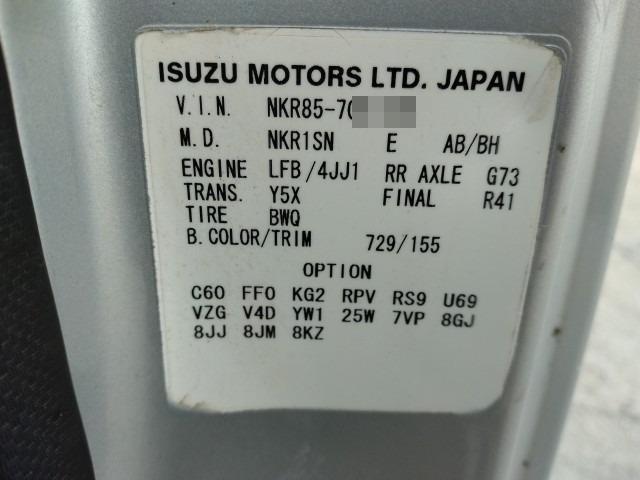 ISUZU MOTORS LTD. JAPAN
V.I.N. NKR85-70
M.D. NKR1SN E AB/BH
ENGINE LFB/4JJ1 RR AXLE G73
TRANS. Y5X FINAL R41
TIRE BWQ
B.COLOR/TRIM 729/155
OPTION
C60 FF0 KG2 RPV RS9 U69
VZG V4D YW1 25W 7VP 8GJ
8JJ 8JM 8KZ